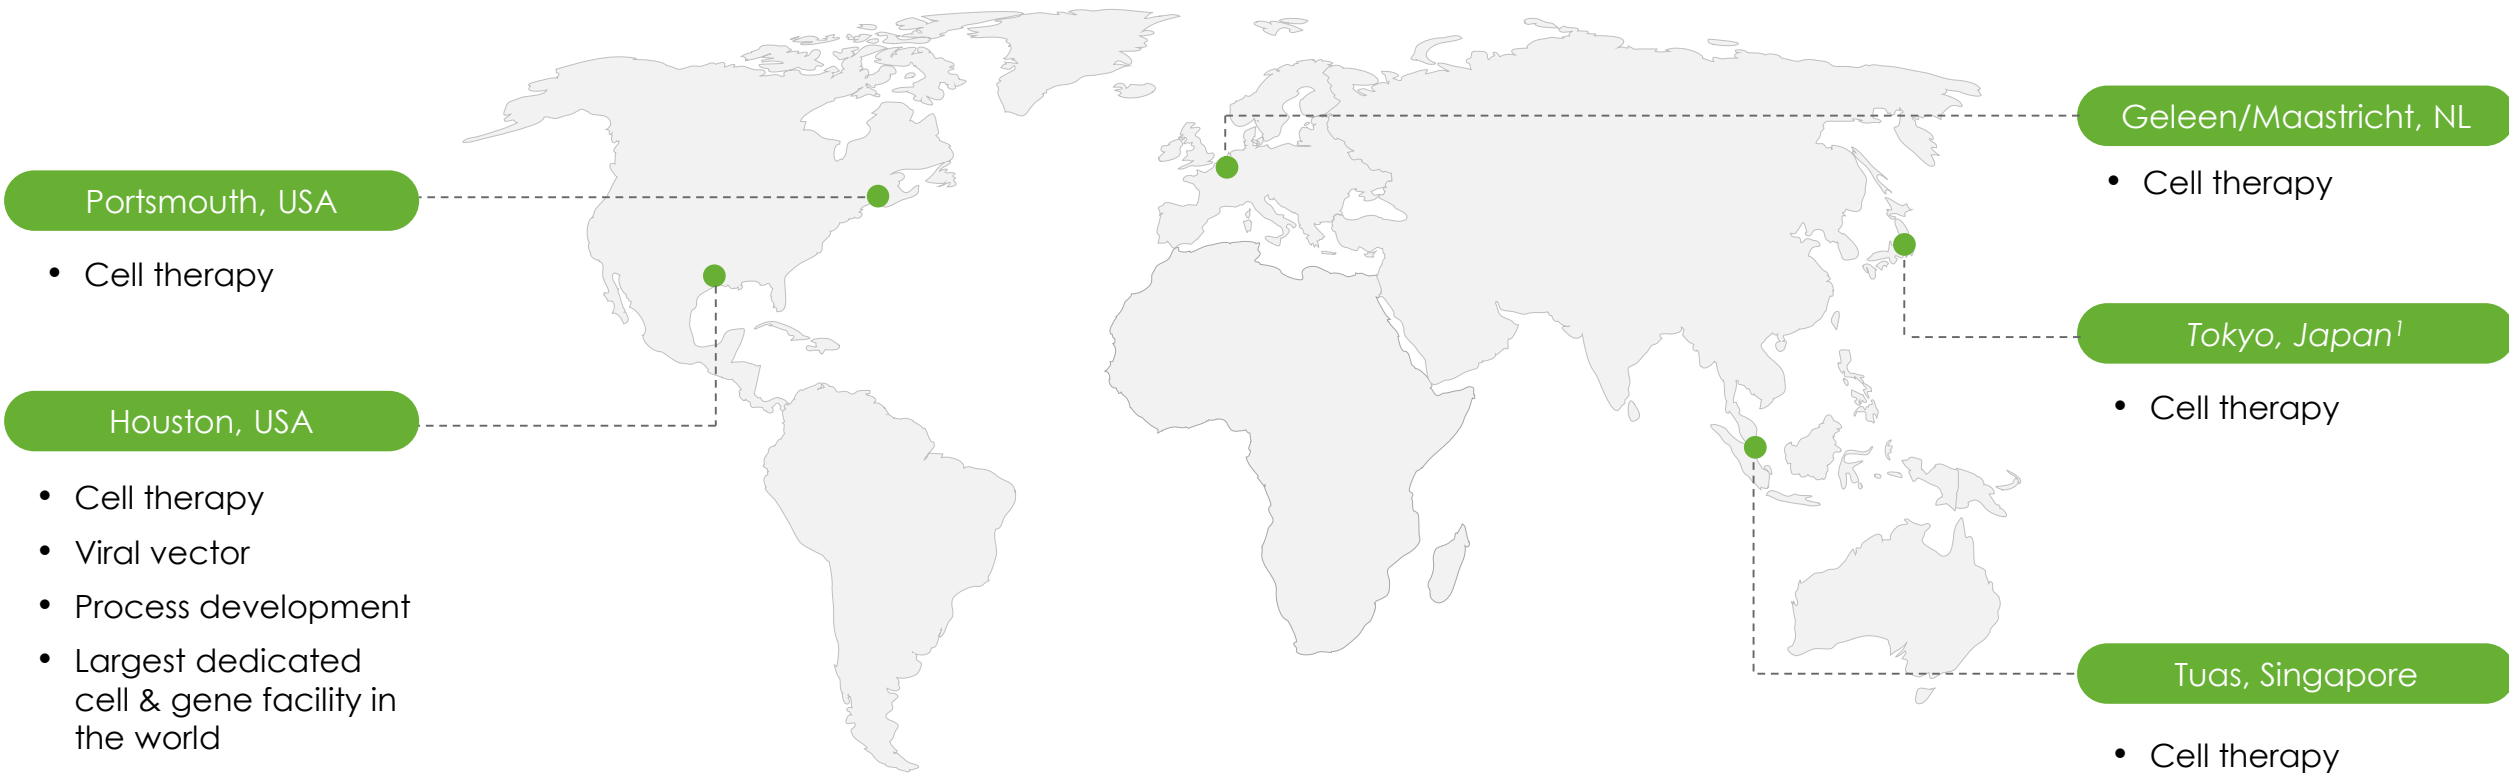 Portsmouth, USA
• Cell therapy
Houston, USA
• Cell therapy
• Viral vector
• Process development
• Largest dedicated
cell & gene facility in
the world
Geleen/Maastricht, NL
• Cell therapy
Tokyo, Japan¹
• Cell therapy
Tuas, Singapore
• Cell therapy